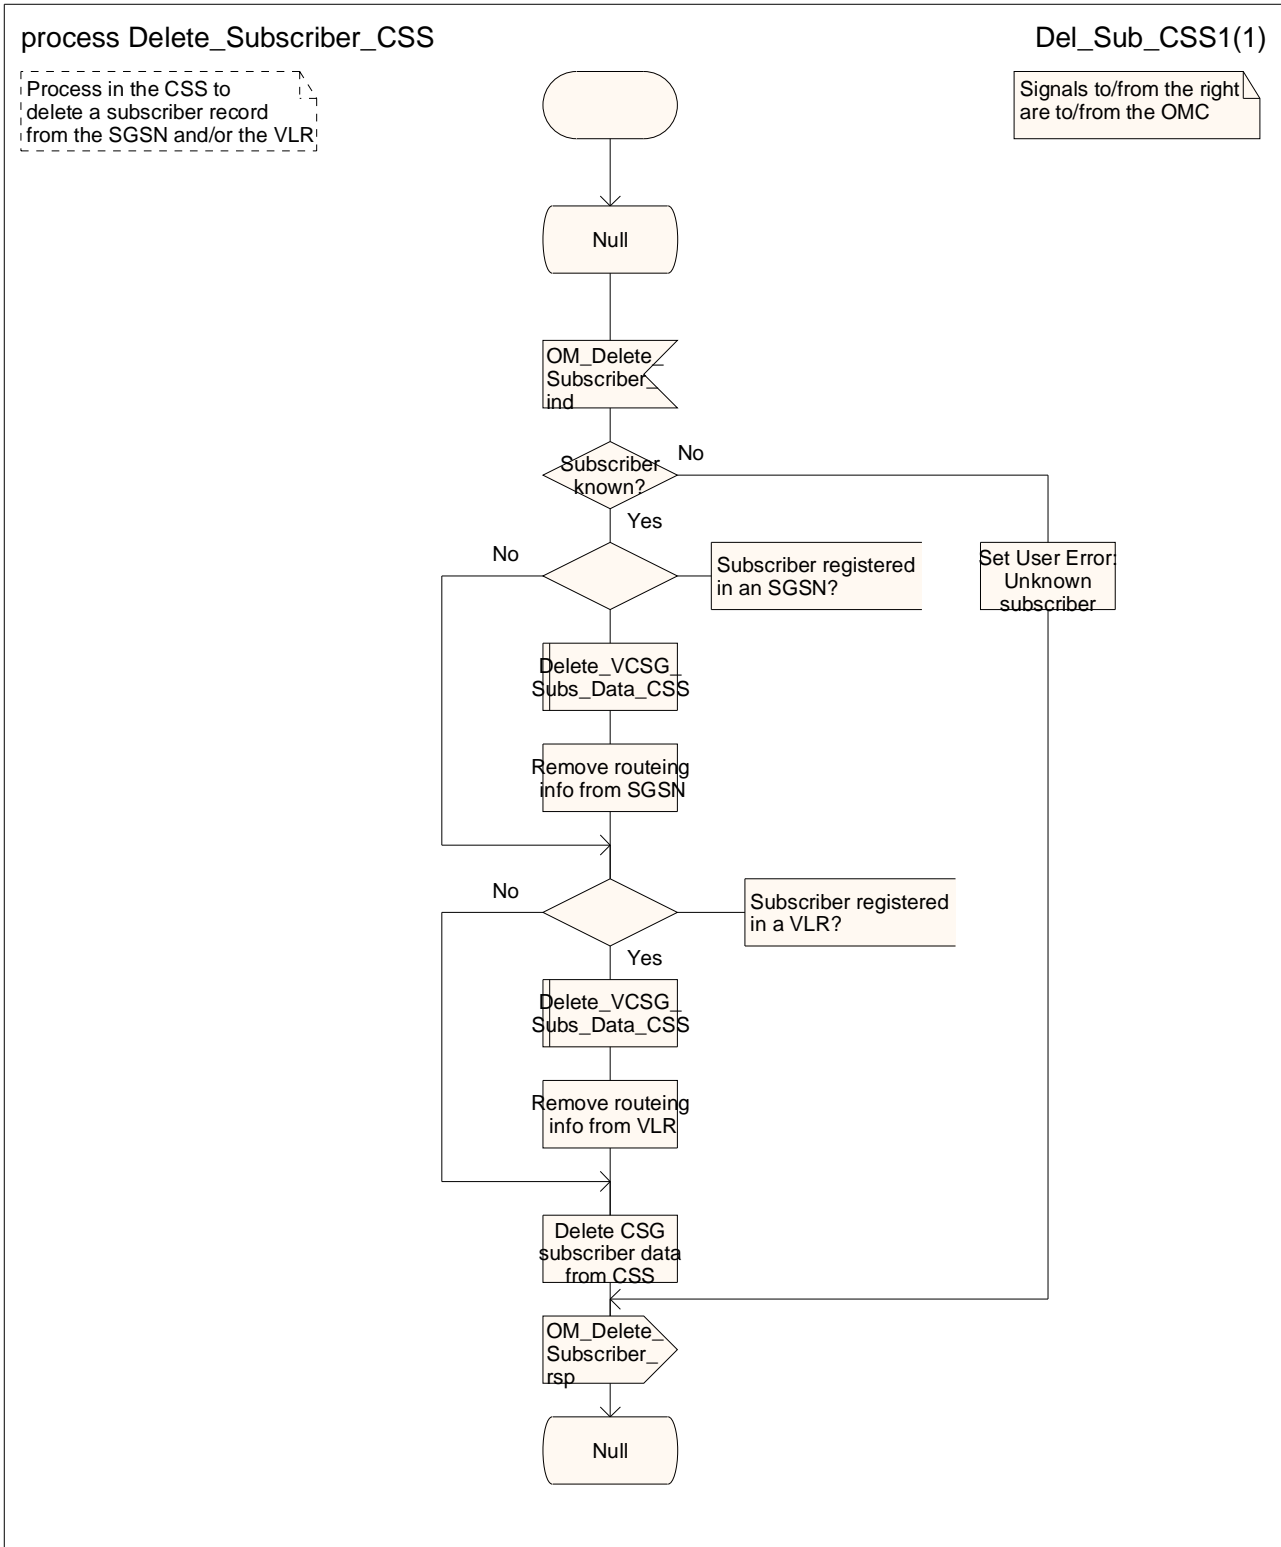 process Delete_Subscriber_CSS
Del_Sub_CSS1(1)
Process in the CSS to
delete a subscriber record
from the SGSN and/or the VLR
Signals to/from the right
are to/from the OMC
Null
OM_Delete_
Subscriber_
ind
Subscriber
known?
No
Yes
No
Subscriber registered
in an SGSN?
Set User Error:
Unknown
subscriber
Delete_VCSG_
Subs_Data_CSS
Remove routeing
info from SGSN
No
Subscriber registered
in a VLR?
Yes
Delete_VCSG_
Subs_Data_CSS
Remove routeing
info from VLR
Delete CSG
subscriber data
from CSS
OM_Delete_
Subscriber_
rsp
Null